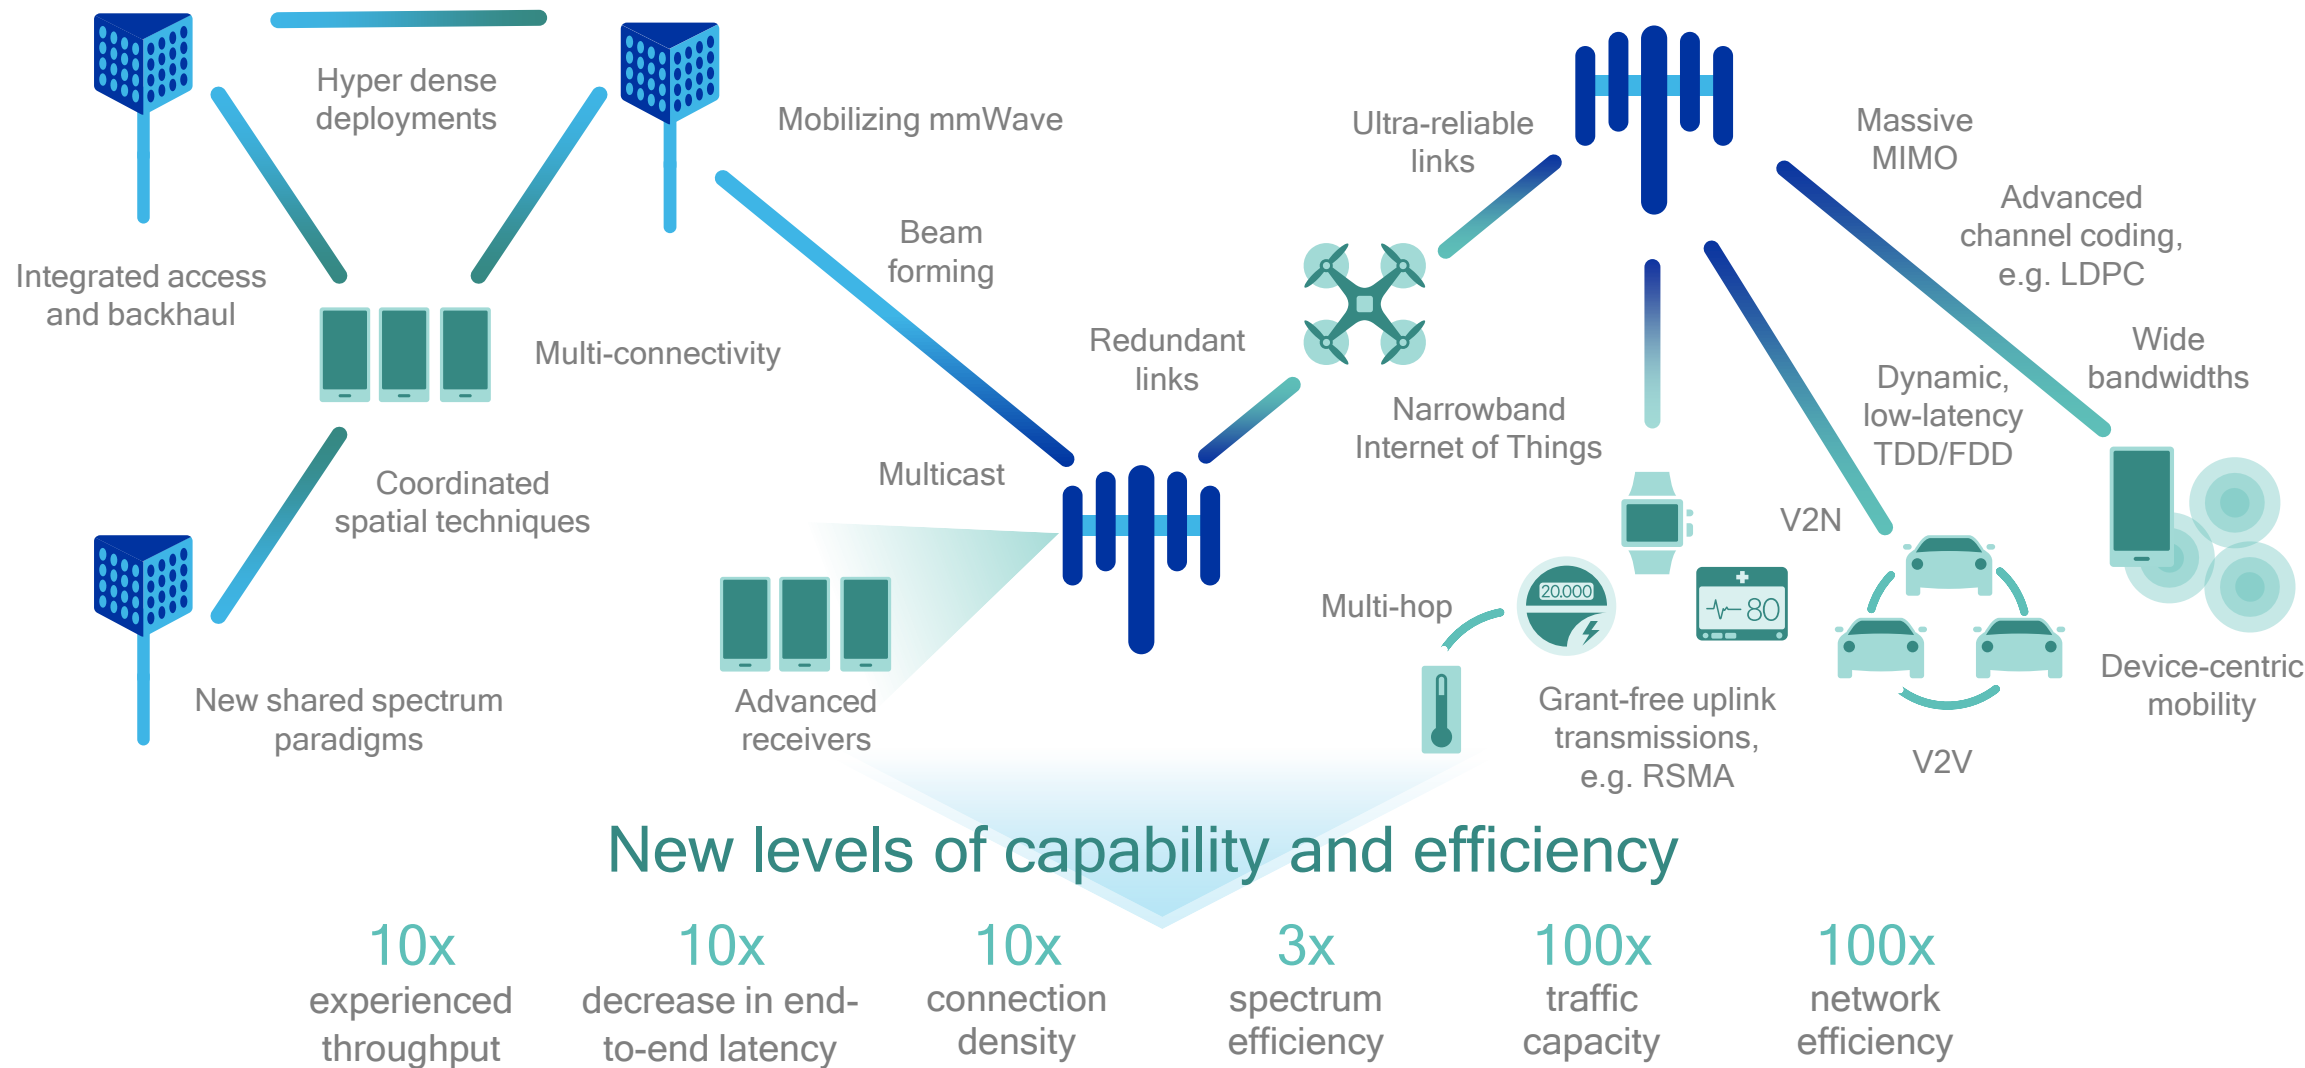 Hyper dense
deployments
Mobilizing mmWave
Ultra-reliable
links
Massive
MIMO
Advanced
channel coding,
e.g. LDPC
Beam
forming
Integrated access
and backhaul
Multi-connectivity
Redundant
links
Wide
bandwidths
Dynamic,
low-latency
TDD/FDD
Narrowband
Internet of Things
Multicast
Coordinated
spatial techniques
V2N
20.000
80
Multi-hop
New shared spectrum
paradigms
Advanced
receivers
Grant-free uplink
transmissions,
e.g. RSMA
Device-centric
mobility
V2V
New levels of capability and efficiency
10x
experienced
throughput
10x
decrease in end-
to-end latency
10x
connection
density
3x
spectrum
efficiency
100x
traffic
capacity
100x
network
efficiency